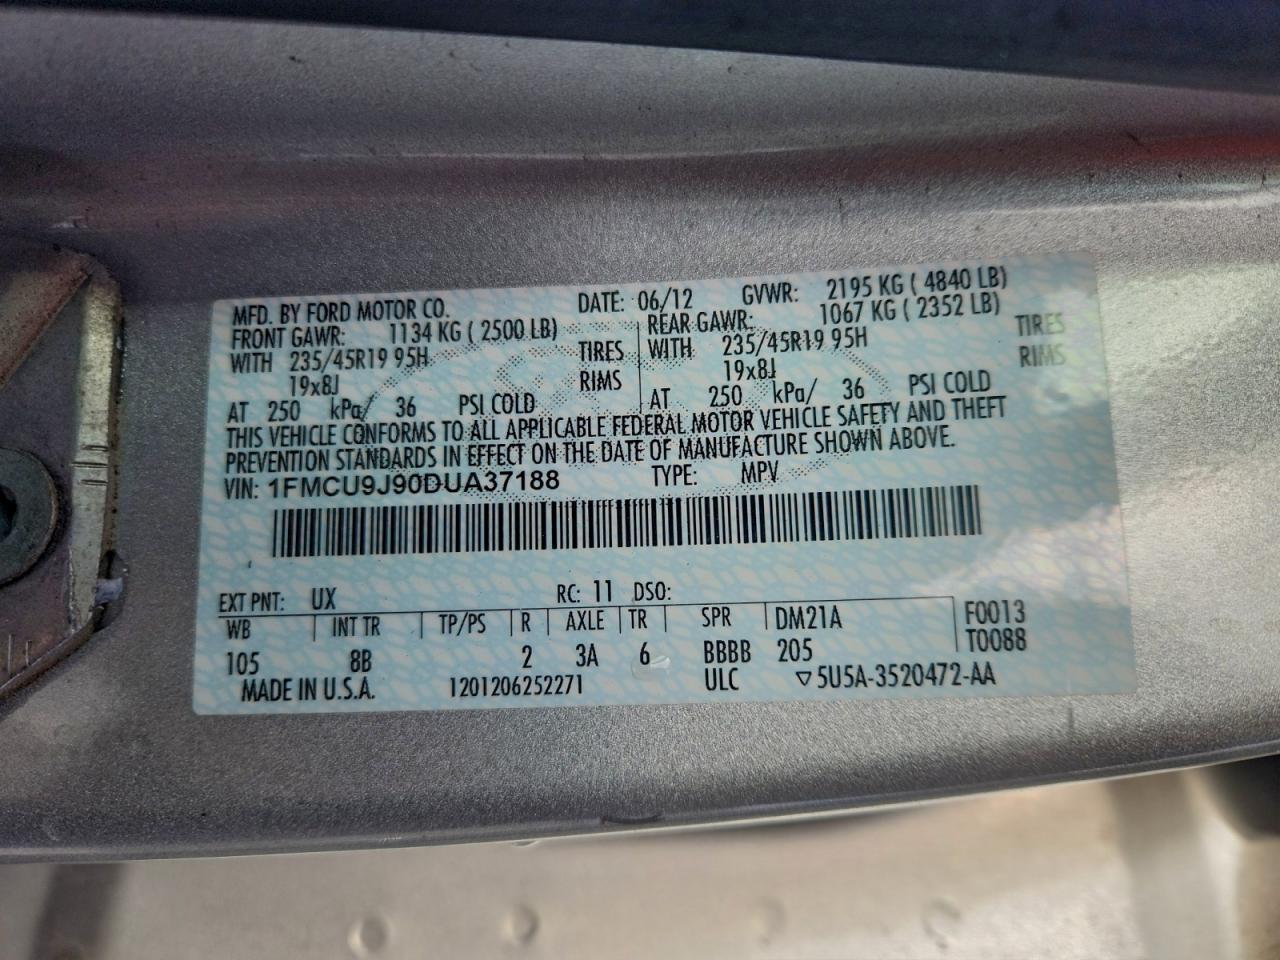 MFD. BY FORD MOTOR CO. DATE: 06/12 GVWR: 2195 KG ( 4840 LB)
FRONT GAWR: 1134 KG ( 2500 LB) REAR GAWR: 1067 KG ( 2352 LB)
WITH 235/45R19 95H TIRES WITH 235/45R19 95H TIRES
19x8J RIMS 19x8J RIMS
AT 250 kPa/ 36 PSI COLD AT 250 kPa/ 36 PSI COLD
THIS VEHICLE CONFORMS TO ALL APPLICABLE FEDERAL MOTOR VEHICLE SAFETY AND THEFT
PREVENTION STANDARDS IN EFFECT ON THE DATE OF MANUFACTURE SHOWN ABOVE.
VIN: 1FMCU9J90DUA37188 TYPE: MPV
EXT PNT: UX RC: 11 DSO:
WB INT TR TP/PS R AXLE TR SPR DM21A F0013
105 8B 2 3A 6 BBBB 205 T0088
MADE IN U.S.A. 1201206252271 ULC ▽5U5A-3520472-AA